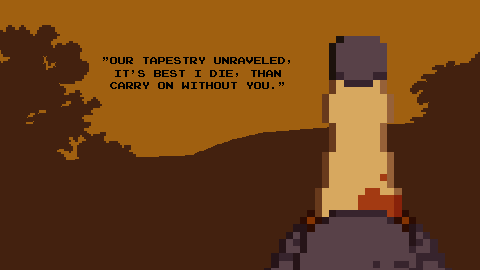 "OUR TAPESTRY UNRAVELED,
IT'S BEST I DIE, THAN
CARRY ON WITHOUT YOU."